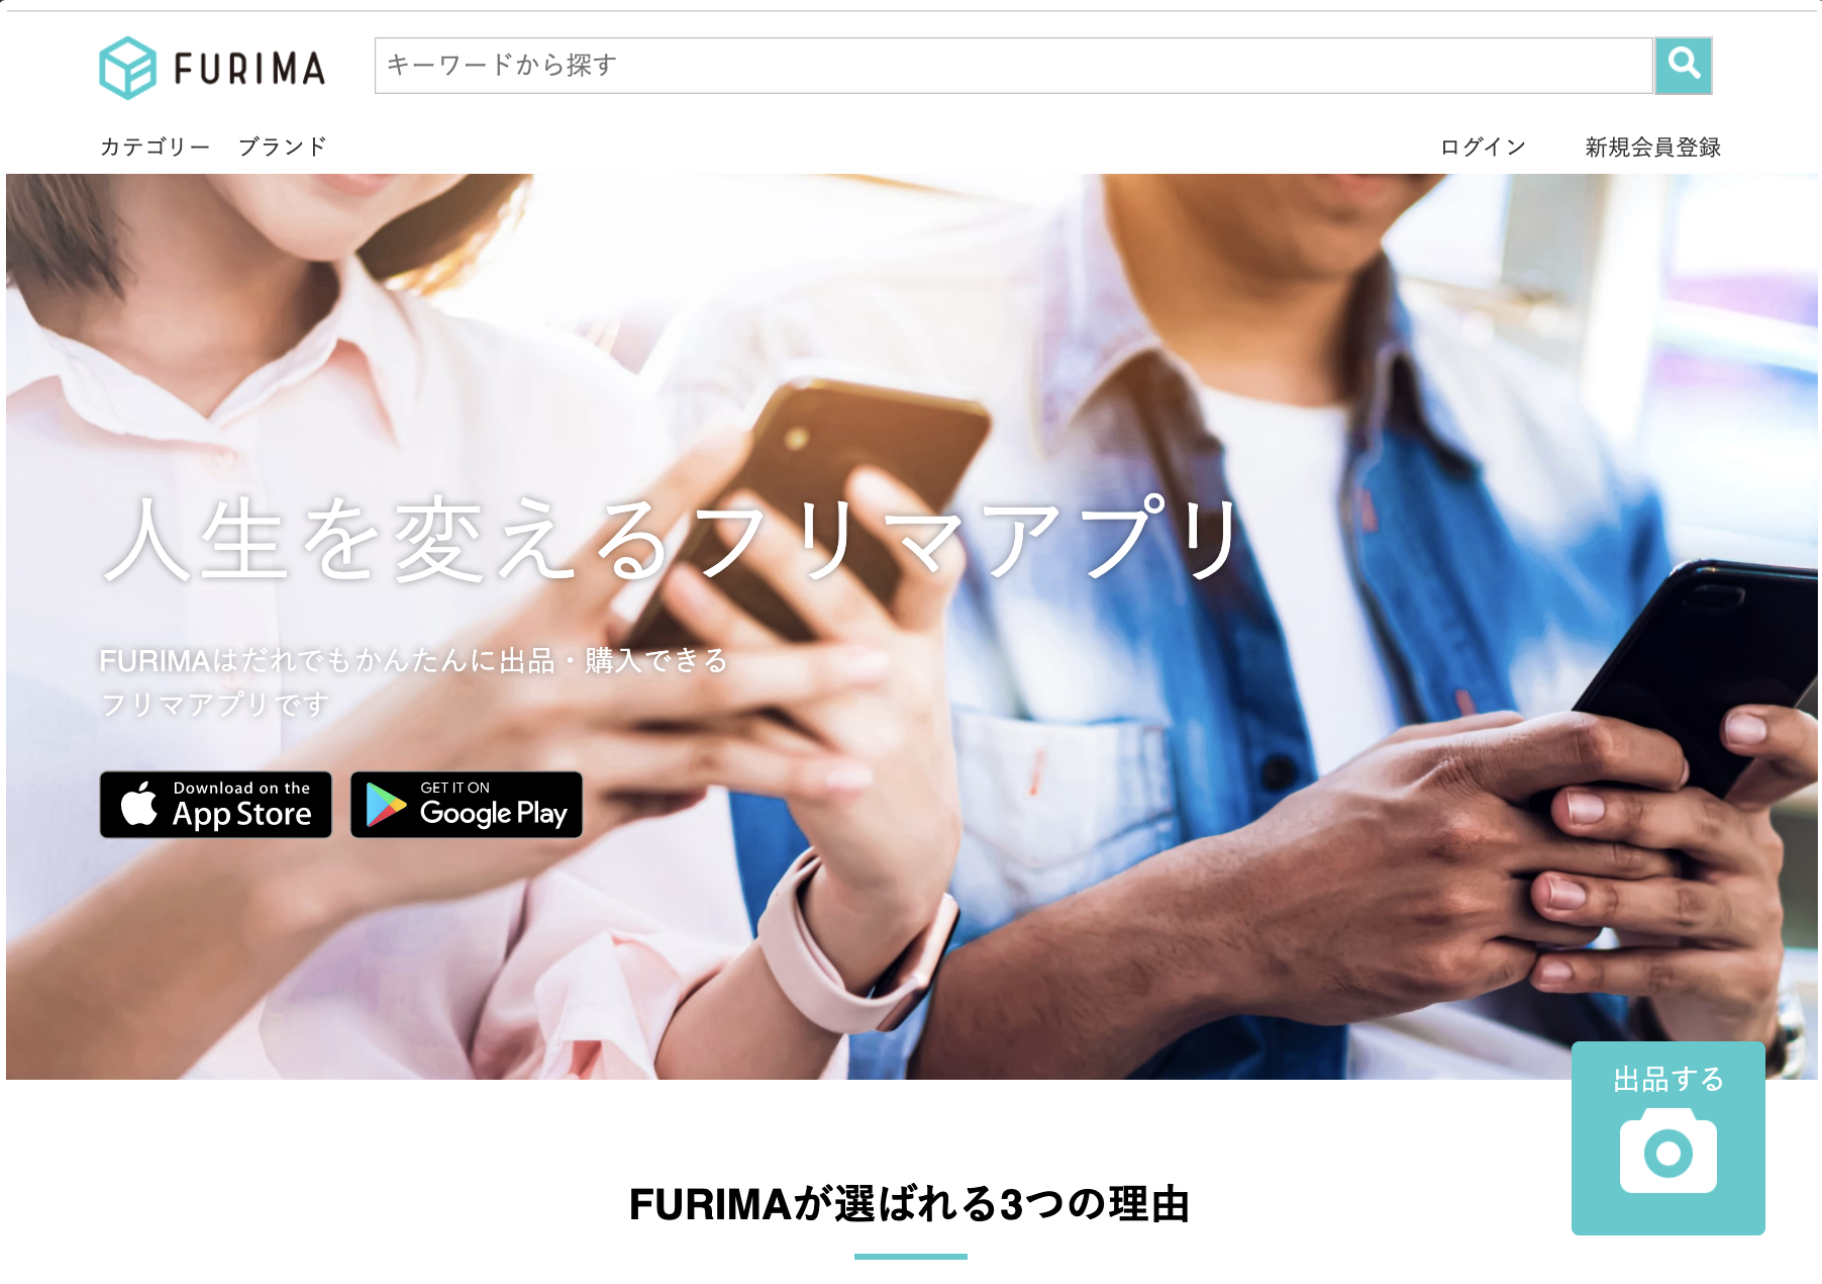 FURIMA
キーワードから探す
カテゴリー ブランド
ログイン 新規会員登録
人生を変えるフリマアプリ
FURIMAはだれでもかんたんに出品・購入できる
フリマアプリです
Download on the
App Store
GET IT ON
Google Play
出品する
FURIMAが選ばれる3つの理由